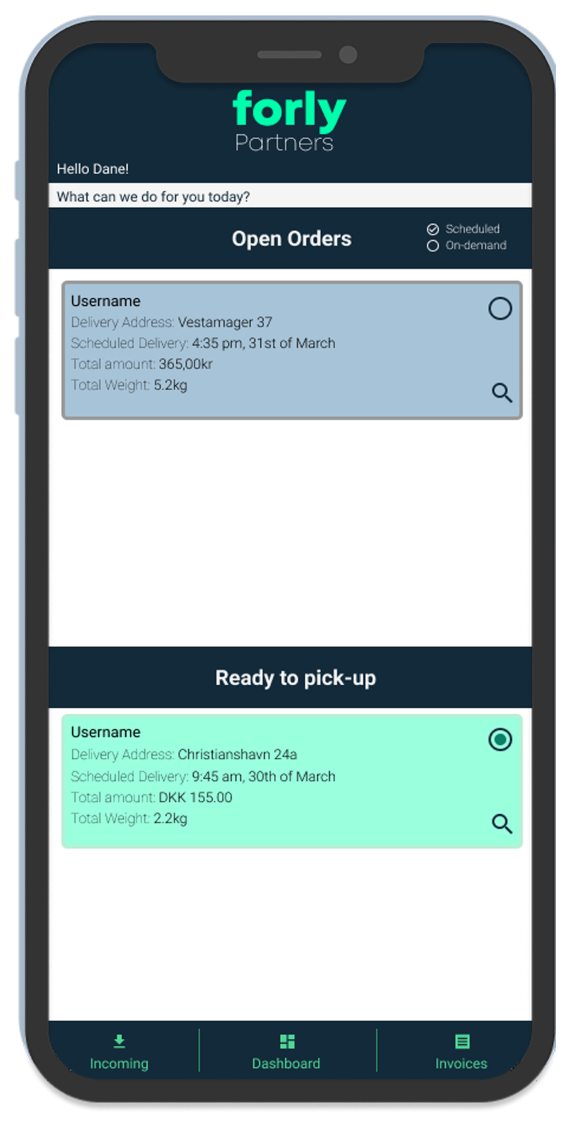 forly
Partners
Hello Dane!
What can we do for you today?
Open Orders
Scheduled
On-demand
Username
Delivery Address: Vestamager 37
Scheduled Delivery: 4:35 pm, 31st of March
Total amount: 365,00kr
Total Weight: 5.2kg
Ready to pick-up
Username
Delivery Address: Christianshavn 24a
Scheduled Delivery: 9:45 am, 30th of March
Total amount: DKK 155.00
Total Weight: 2.2kg
Incoming
Dashboard
Invoices